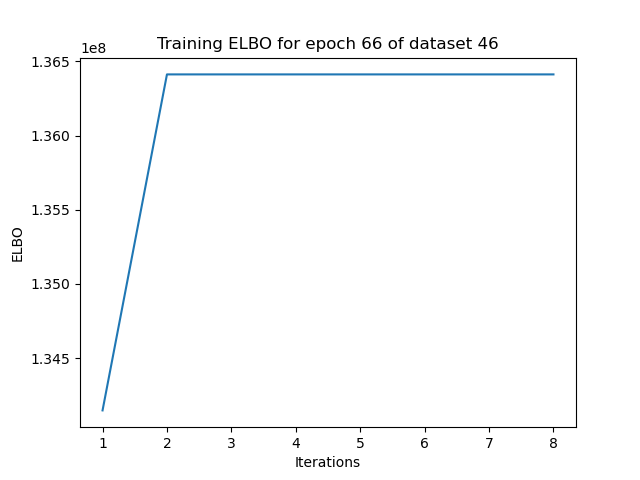 Training ELBO for epoch 66 of dataset 46
1e8
1.365
1.360
1.355
1.350
1.345
ELBO
1 2 3 4 5 6 7 8
Iterations